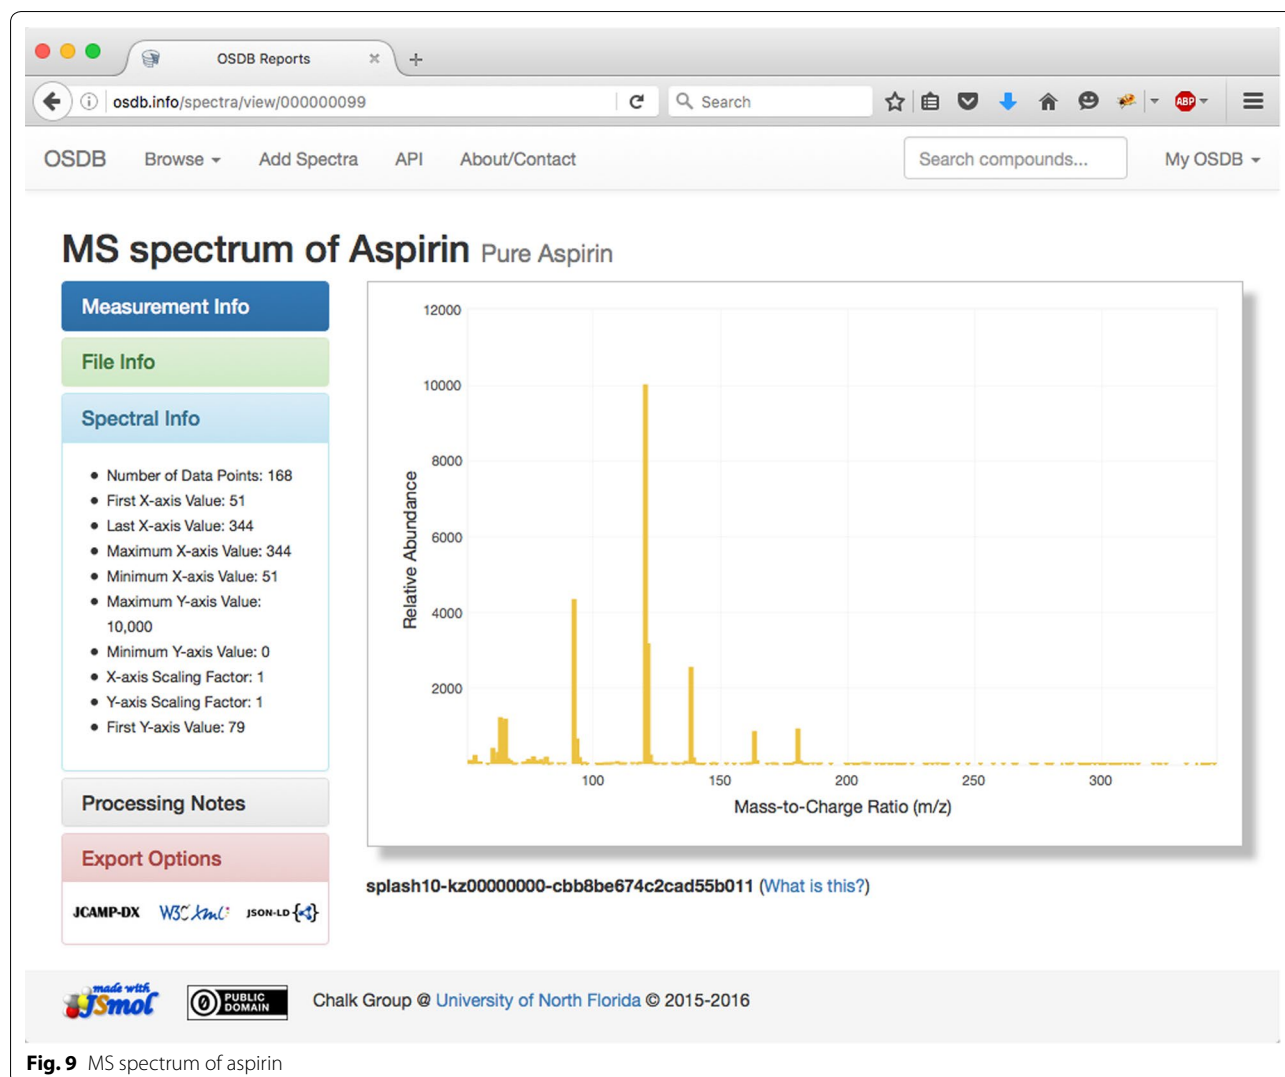 OSDB Reports
osdb.info/spectra/view/000000099
Search
ABP
OSDB Browse Add Spectra API About/Contact Search compounds... My OSDB
MS spectrum of Aspirin Pure Aspirin
Measurement Info
File Info
Spectral Info
Number of Data Points: 168
First X-axis Value: 51
Last X-axis Value: 344
Maximum X-axis Value: 344
Minimum X-axis Value: 51
Maximum Y-axis Value:
10,000
Minimum Y-axis Value: 0
X-axis Scaling Factor: 1
Y-axis Scaling Factor: 1
First Y-axis Value: 79
Processing Notes
Export Options
JCAMP-DX W3C Xml JSON-LD
12000
10000
8000
6000
4000
2000
Relative Abundance
100 150 200 250 300
Mass-to-Charge Ratio (m/z)
splash10-kz00000000-cbb8be674c2cad55b011 (What is this?)
made with
JSmol
PUBLIC
DOMAIN
Chalk Group @ University of North Florida © 2015-2016
Fig. 9 MS spectrum of aspirin